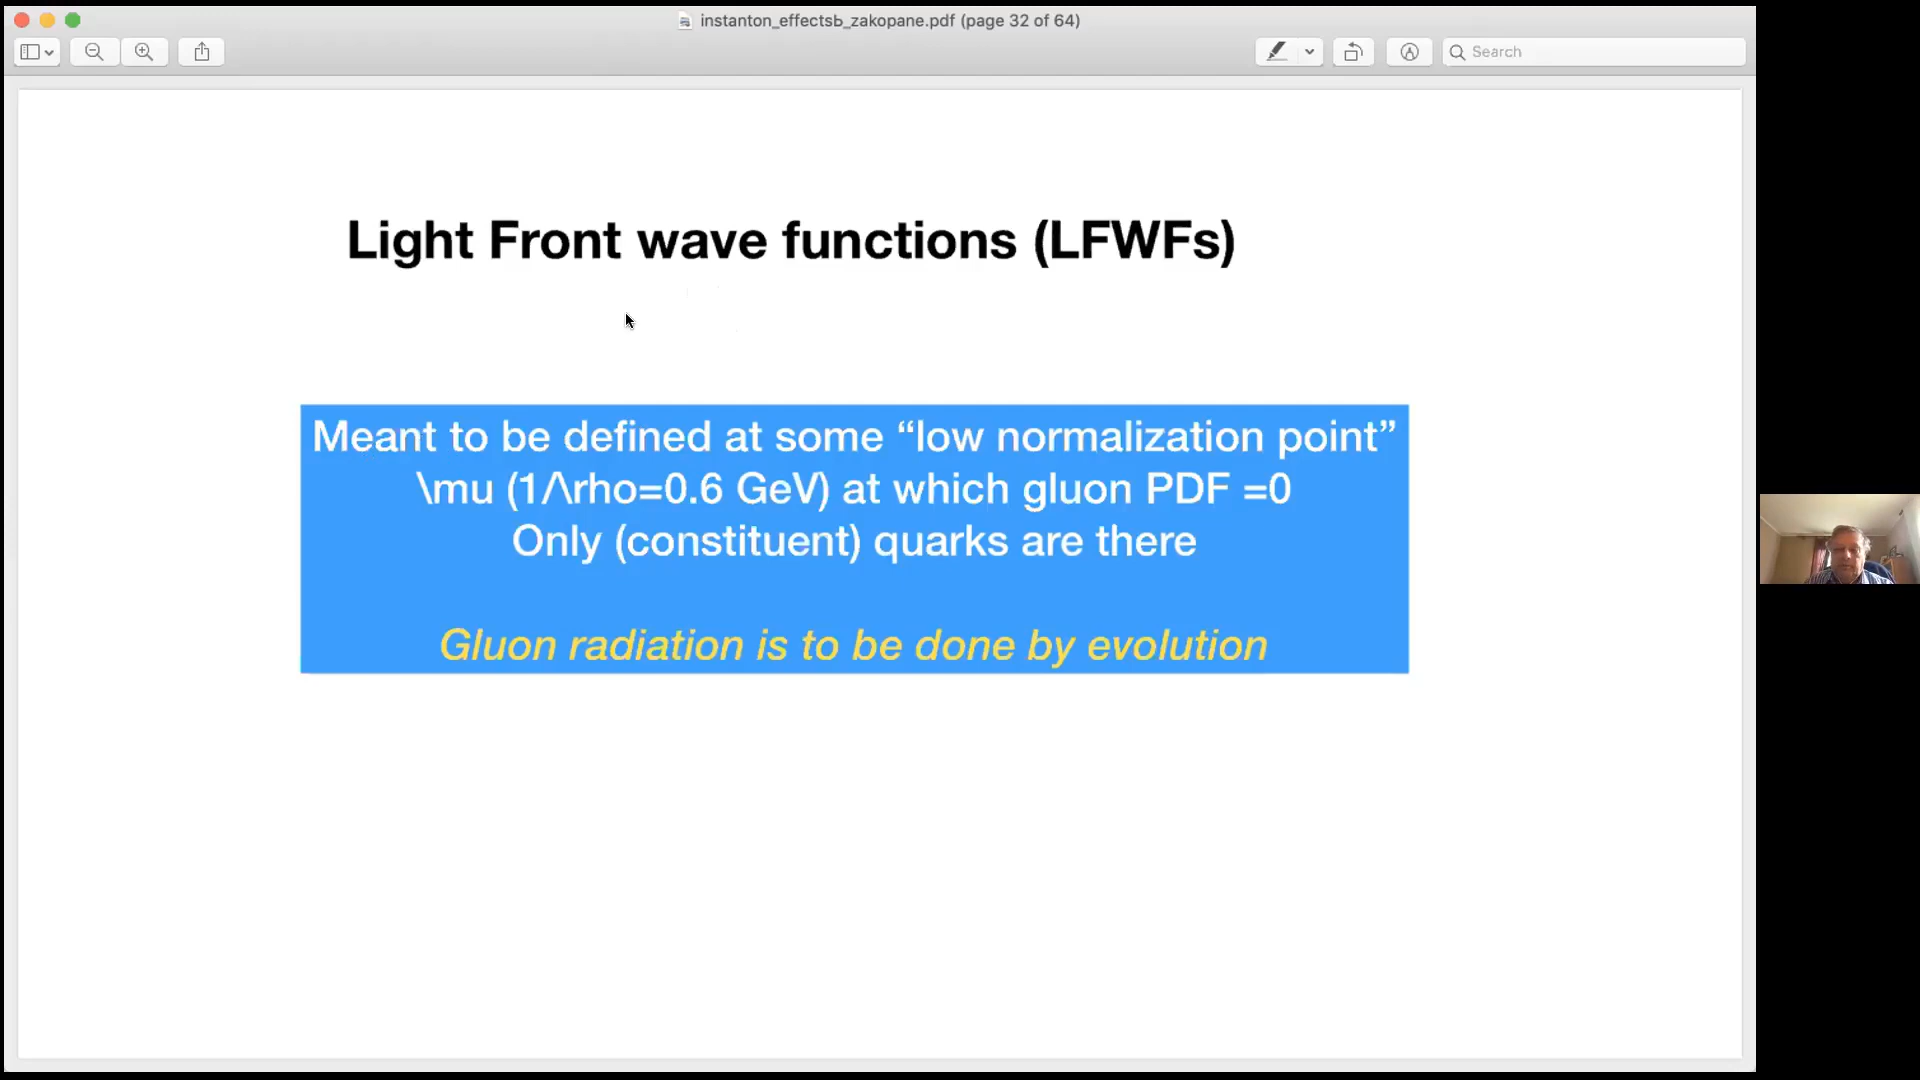 instanton_effectsb_zakopane.pdf (page 32 of 64)
Search
Light Front wave functions (LFWFs)
Meant to be defined at some “low normalization point”
\mu (1/\rho=0.6 GeV) at which gluon PDF =0
Only (constituent) quarks are there
Gluon radiation is to be done by evolution